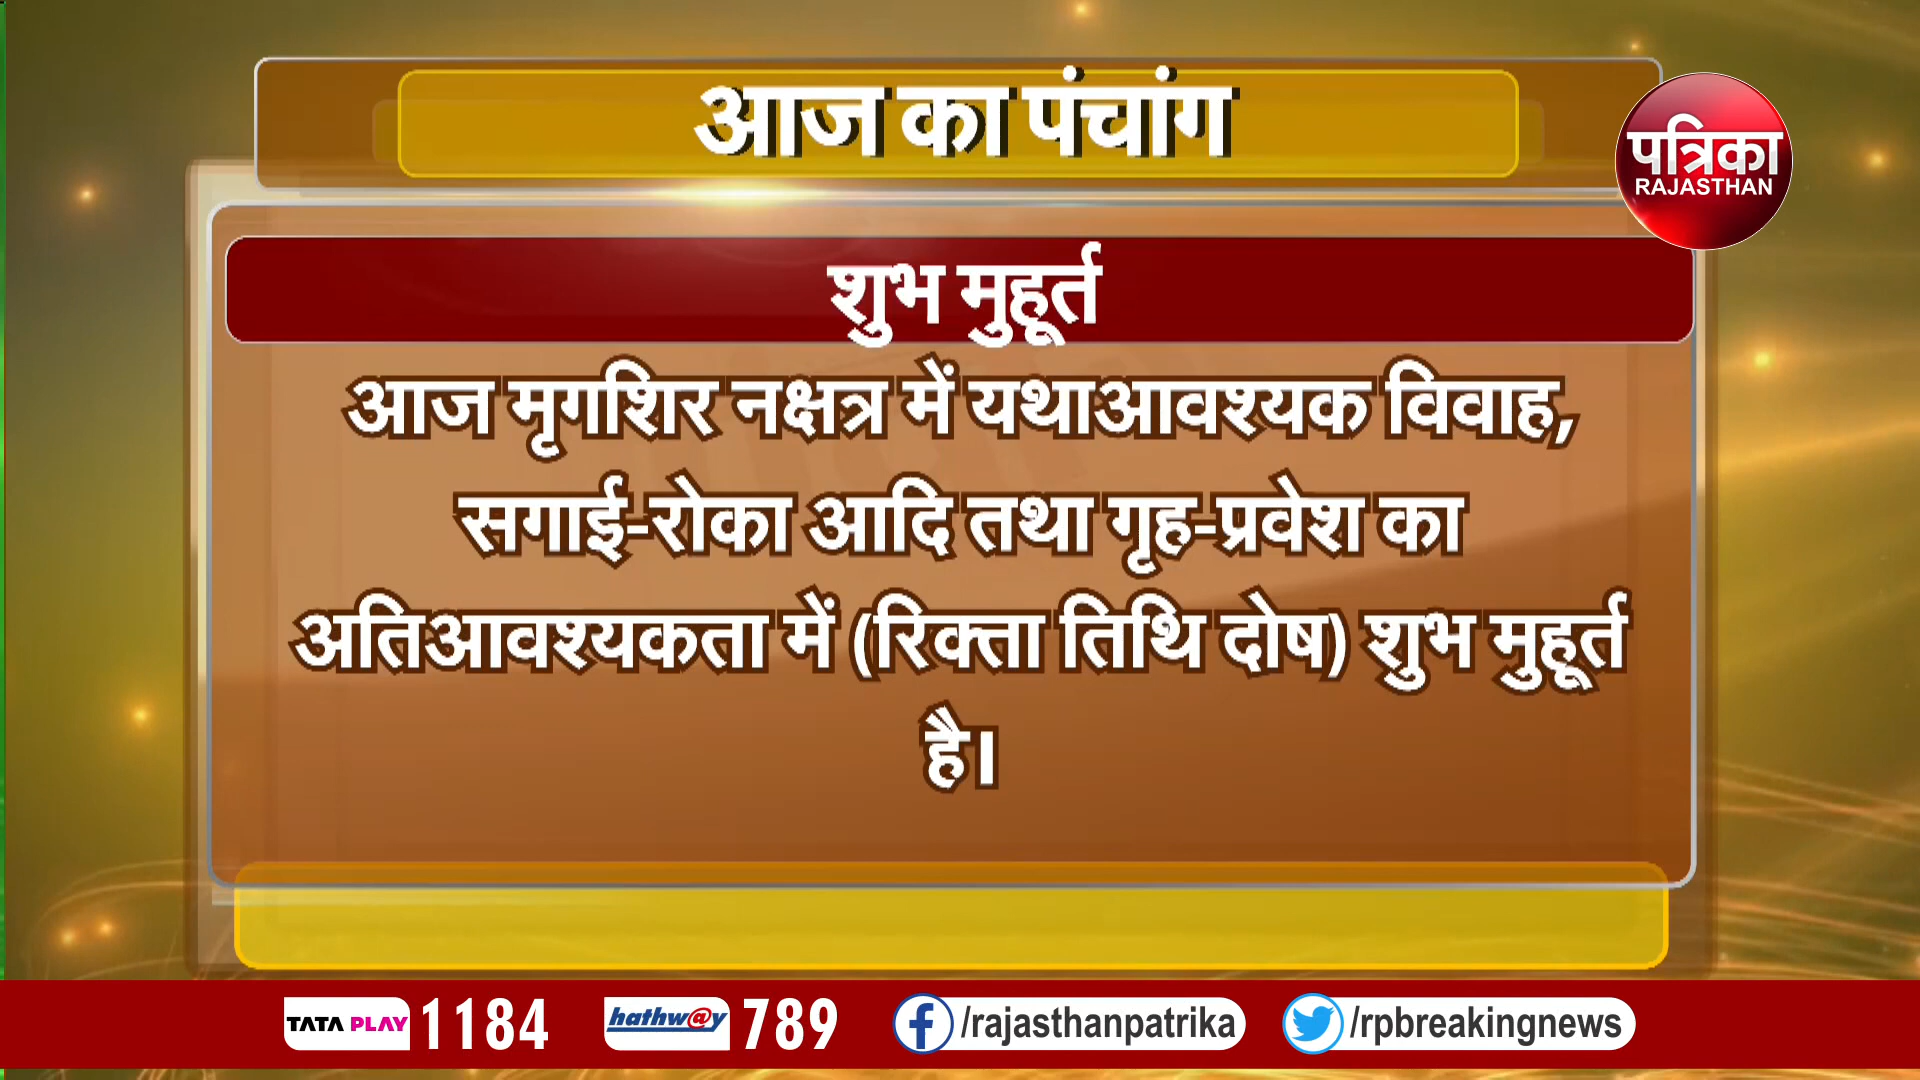 आज का पंचांग
पत्रिका
RAJASTHAN
शुभ मुहूर्त
आज मृगशिर नक्षत्र में यथाआवश्यक विवाह,
सगाई-रोका आदि तथा गृह-प्रवेश का
अतिआवश्यकता में (रिक्ता तिथि दोष) शुभ मुहूर्त
है।
TATA PLAY 1184 hathw@y 789 /rajasthanpatrika /rpbreakingnews